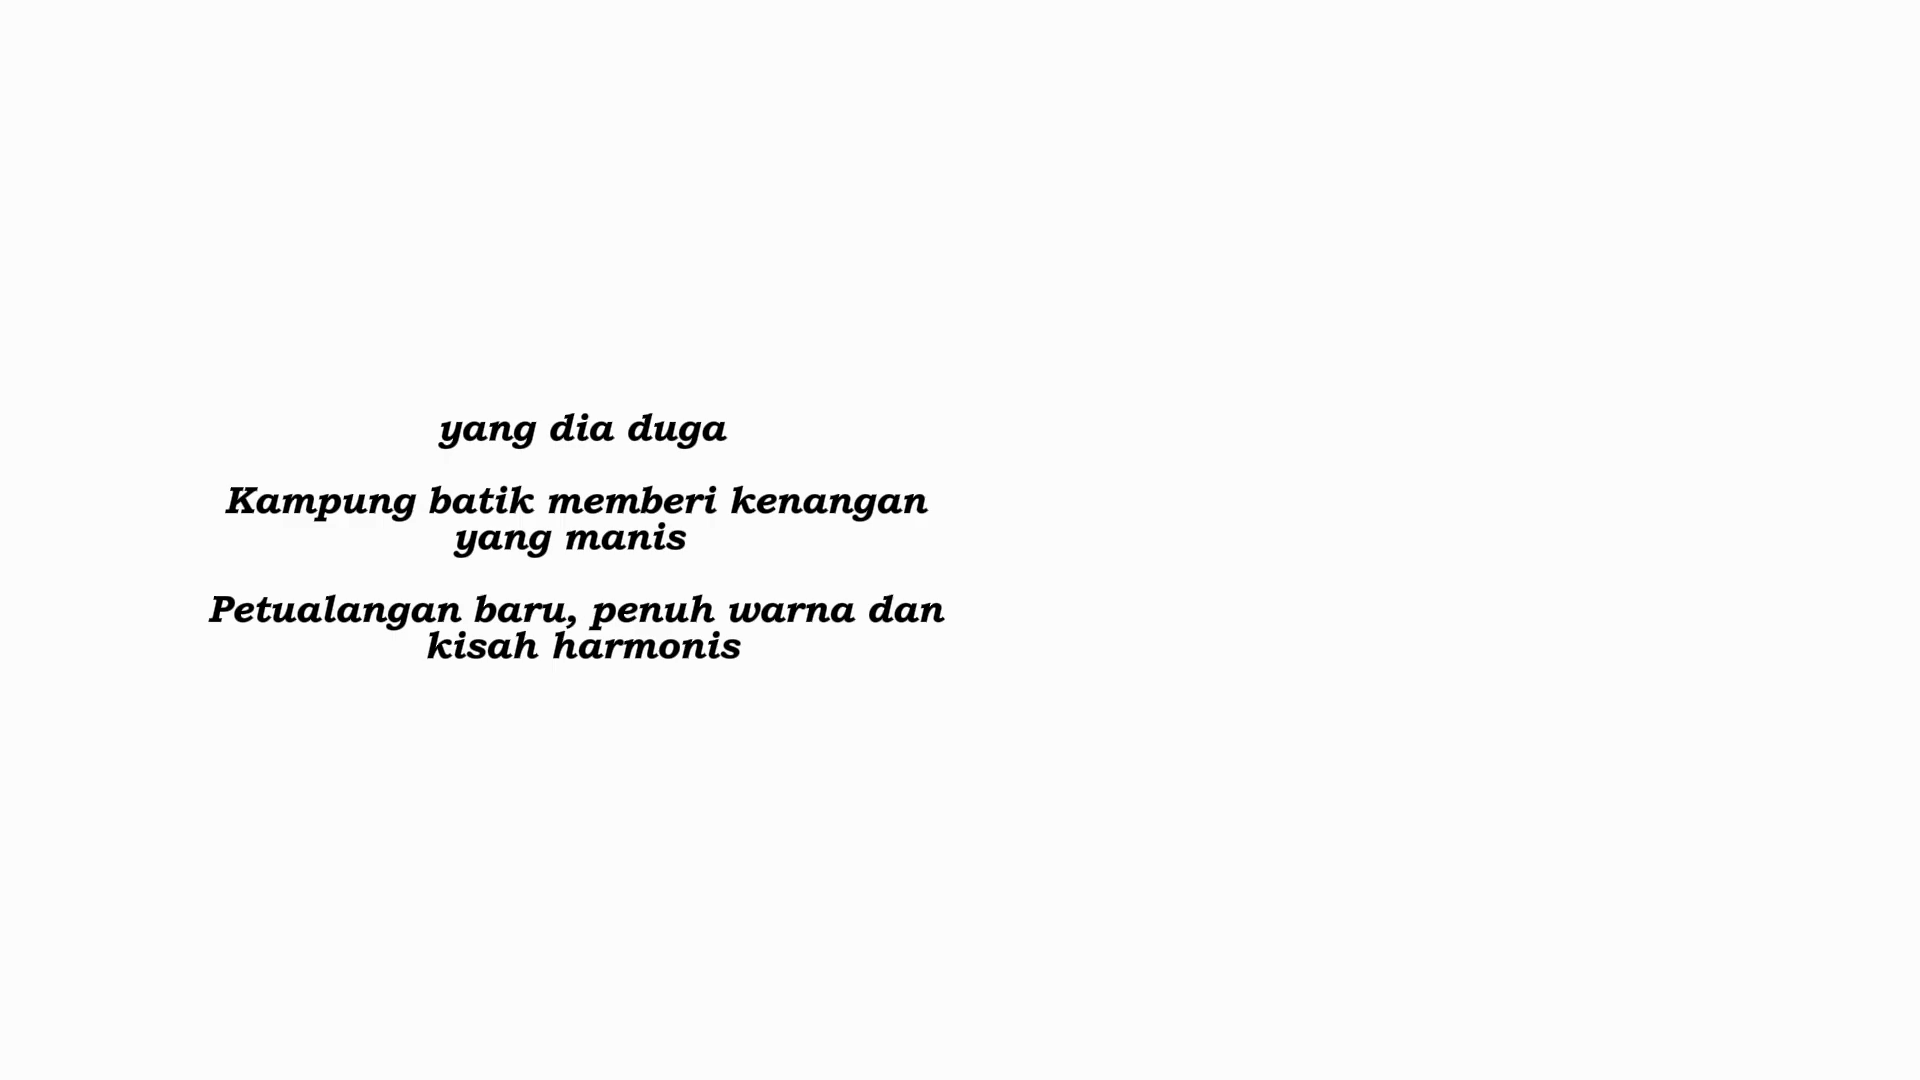 yang dia duga
Kampung batik memberi kenangan
yang manis
Petualangan baru, penuh warna dan
kisah harmonis